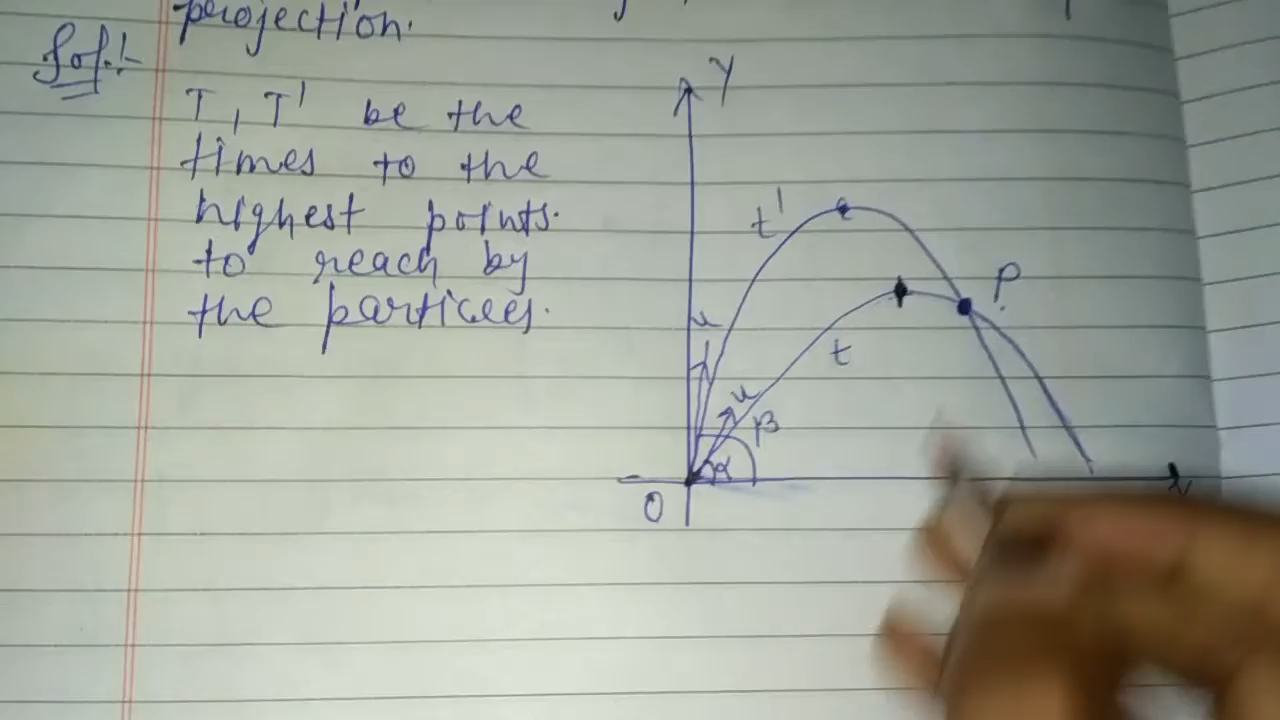 projection.
Sol:-
T, T' be the
times to the
highest points.
to reach by
the particles.
Y
t'
P
t
u
u
β
α
O
x